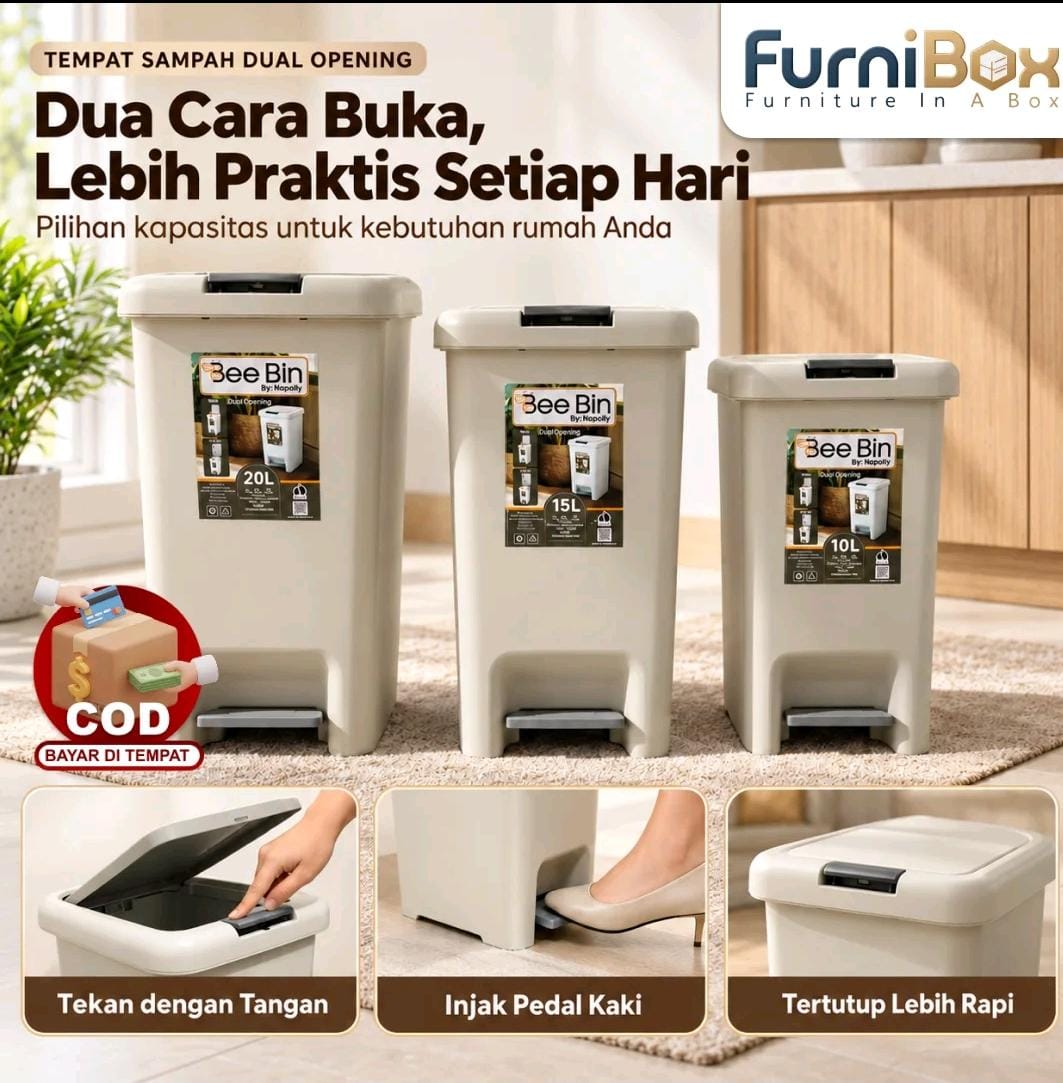 TEMPAT SAMPAH DUAL OPENING
FurniBox
Furniture In A Box
Dua Cara Buka,
Lebih Praktis Setiap Hari
Pilihan kapasitas untuk kebutuhan rumah Anda
Bee Bin
By: Napolly
Dual Opening
20L
Bee Bin
By: Napolly
Dual Opening
15L
Bee Bin
By: Napolly
Dual Opening
10L
COD
BAYAR DI TEMPAT
Tekan dengan Tangan
Injak Pedal Kaki
Tertutup Lebih Rapi